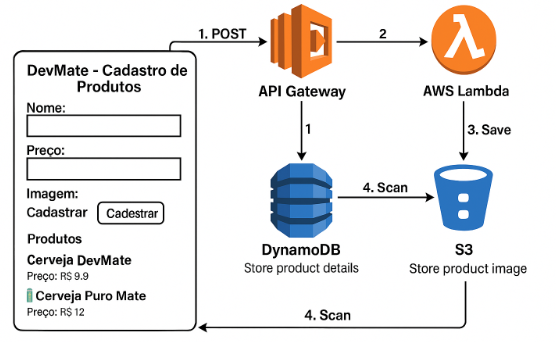 DevMate - Cadastro de
Produtos
Nome:
Preço:
Imagem:
Cadastrar
Cadestrar
Produtos
Cerveja DevMate
Preço: R$ 9.9
Cerveja Puro Mate
Preço: R$ 12
1. POST
API Gateway
2
AWS Lambda
1
3. Save
DynamoDB
Store product details
4. Scan
S3
Store product image
4. Scan